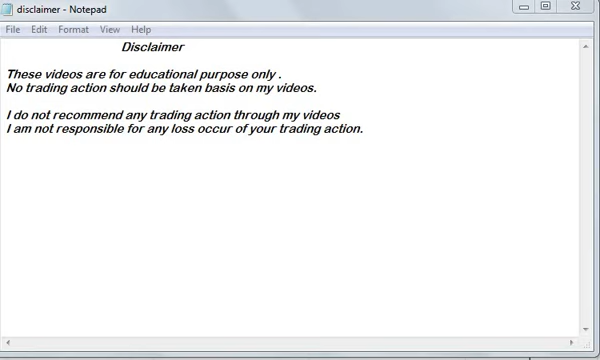 disclaimer - Notepad
File Edit Format View Help
Disclaimer
These videos are for educational purpose only .
No trading action should be taken basis on my videos.
I do not recommend any trading action through my videos
I am not responsible for any loss occur of your trading action.